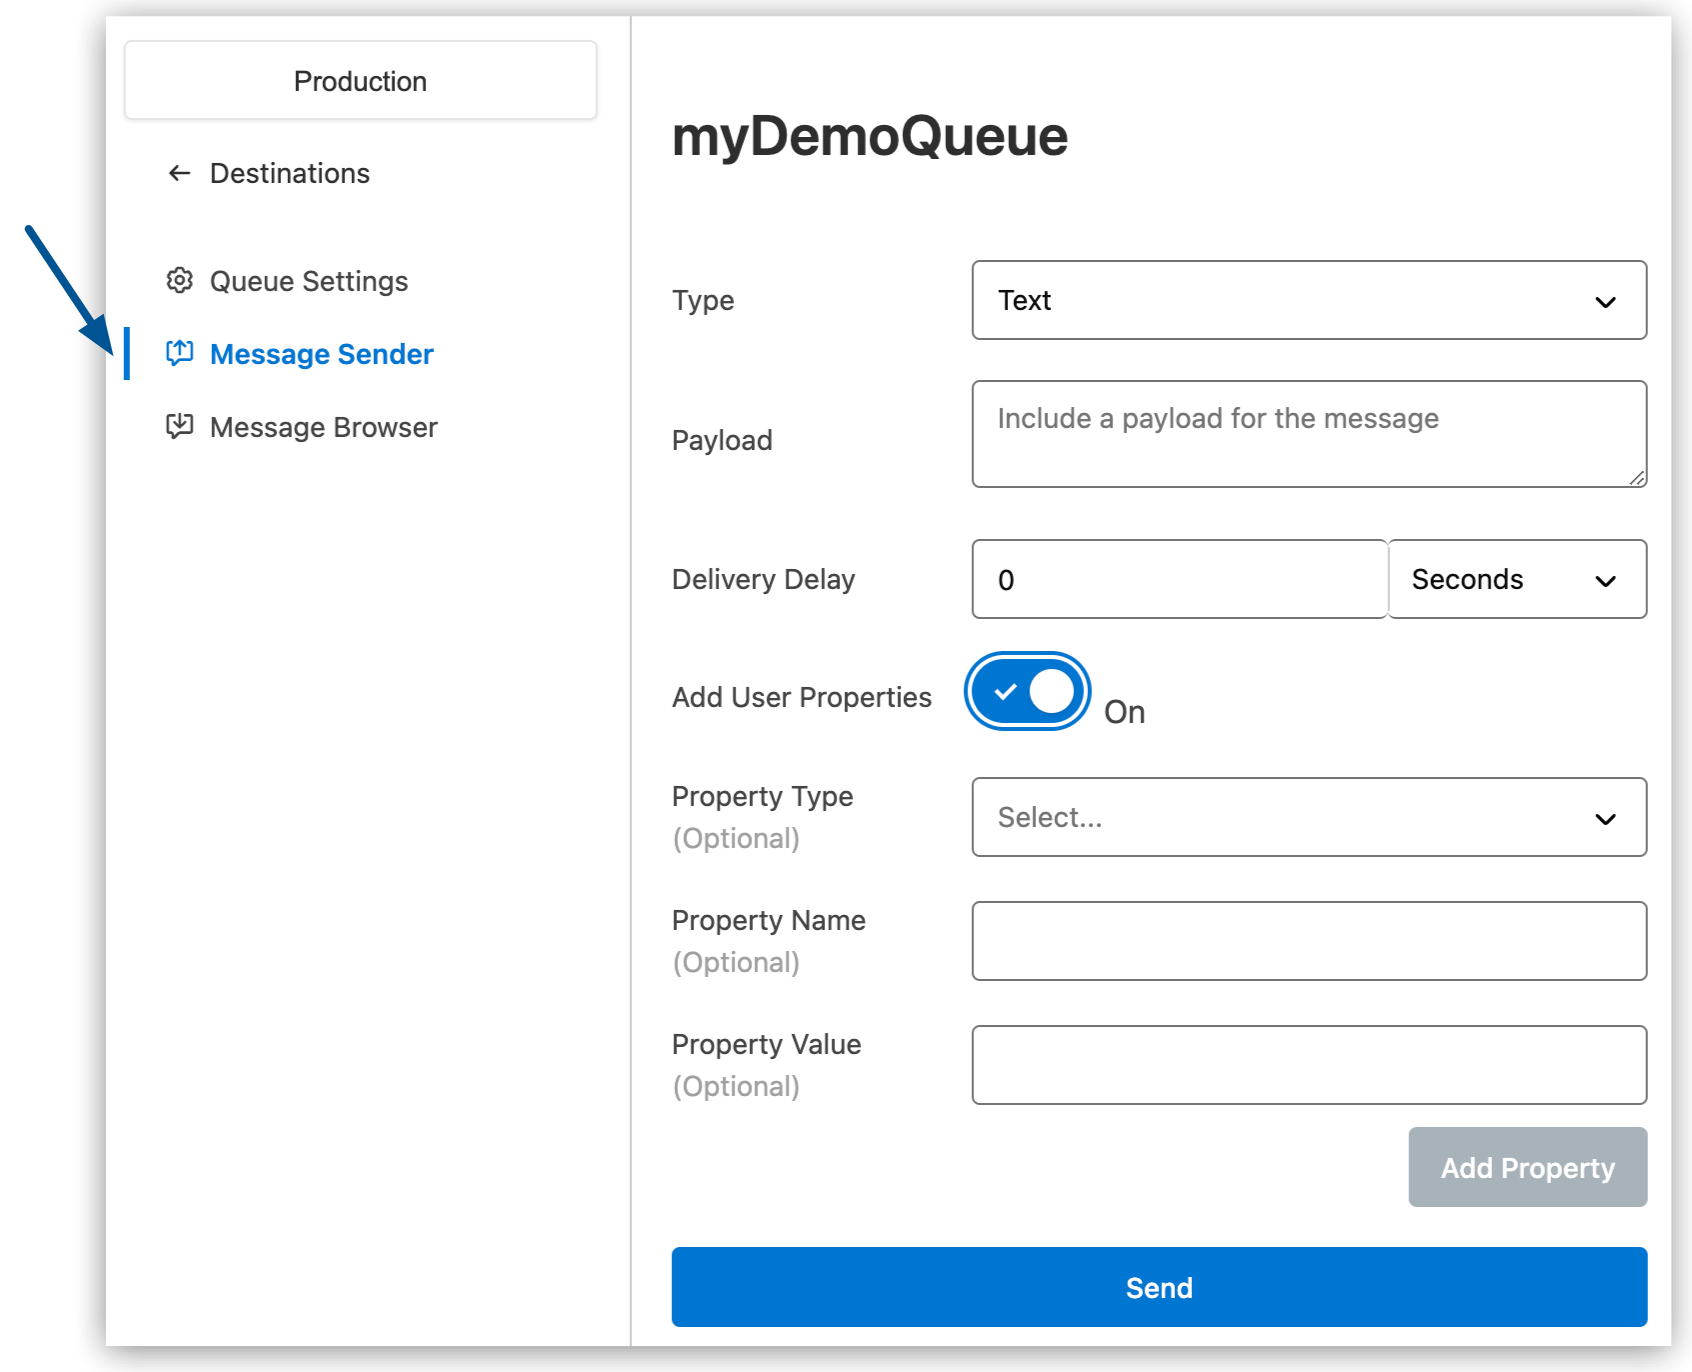 Production
Destinations
Queue Settings
Message Sender
Message Browser
myDemoQueue
Type
Text
Payload
Include a payload for the message
Delivery Delay
0
Seconds
Add User Properties
On
Property Type
(Optional)
Select...
Property Name
(Optional)
Property Value
(Optional)
Add Property
Send